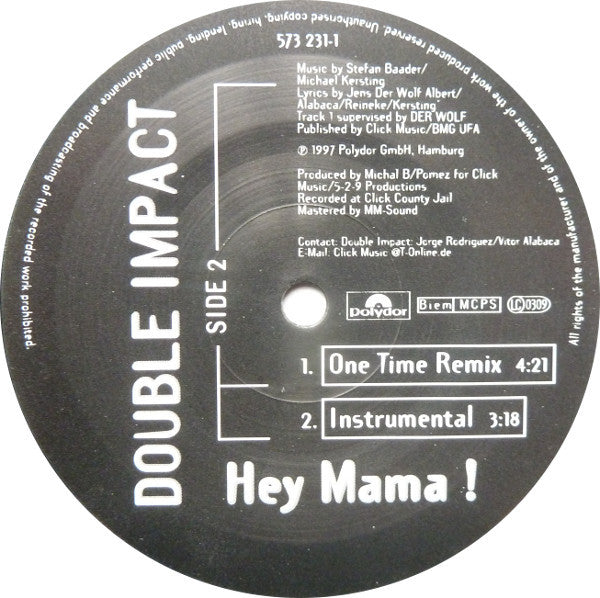 All rights of the manufacturer and of the owner of the work produced reserved. Unauthorised copying, hiring, lending, public performance and broadcasting of the recorded work prohibited.
573 231-1
Music by Stefan Baader/
Michael Kersting
Lyrics by Jens Der Wolf Albert/
Alabaca/Reineke/Kersting
Track 1 supervised by DER WOLF
Published by Click Music/BMG UFA
℗ 1997 Polydor GmbH, Hamburg
Produced by Michal B/Pomez for Click
Music/5-2-9 Productions
Recorded at Click County Jail
Mastered by MM-Sound
Contact: Double Impact: Jorge Rodriguez/Vitor Alabaca
E-Mail: Click Music @T-Online.de
DOUBLE IMPACT
SIDE 2
polydor
Biem MCPS
LC 0309
1. One Time Remix 4:21
2. Instrumental 3:18
Hey Mama !